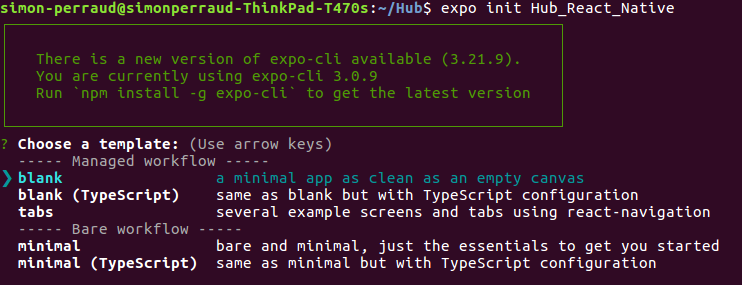 simon-perraud@simonperraud-ThinkPad-T470s:~/Hub$ expo init Hub_React_Native
There is a new version of expo-cli available (3.21.9).
You are currently using expo-cli 3.0.9
Run `npm install -g expo-cli` to get the latest version
? Choose a template: (Use arrow keys)
----- Managed workflow -----
❯ blank a minimal app as clean as an empty canvas
blank (TypeScript) same as blank but with TypeScript configuration
tabs several example screens and tabs using react-navigation
----- Bare workflow -----
minimal bare and minimal, just the essentials to get you started
minimal (TypeScript) same as minimal but with TypeScript configuration